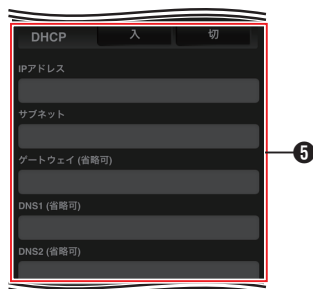 DHCP 入 切
IPアドレス
サブネット
ゲートウェイ (省略可)
❺
DNS1 (省略可)
DNS2 (省略可)